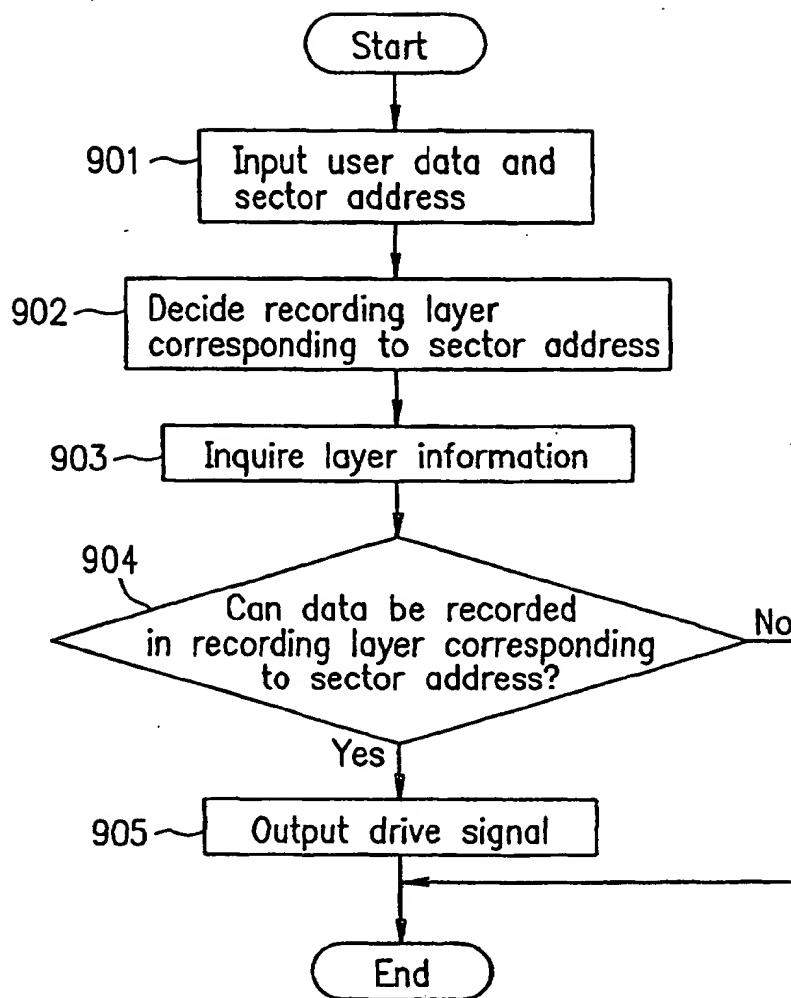 Start
901
Input user data and
sector address
902
Decide recording layer
corresponding to sector address
903
Inquire layer information
904
Can data be recorded
in recording layer corresponding
to sector address?
No
Yes
905
Output drive signal
End